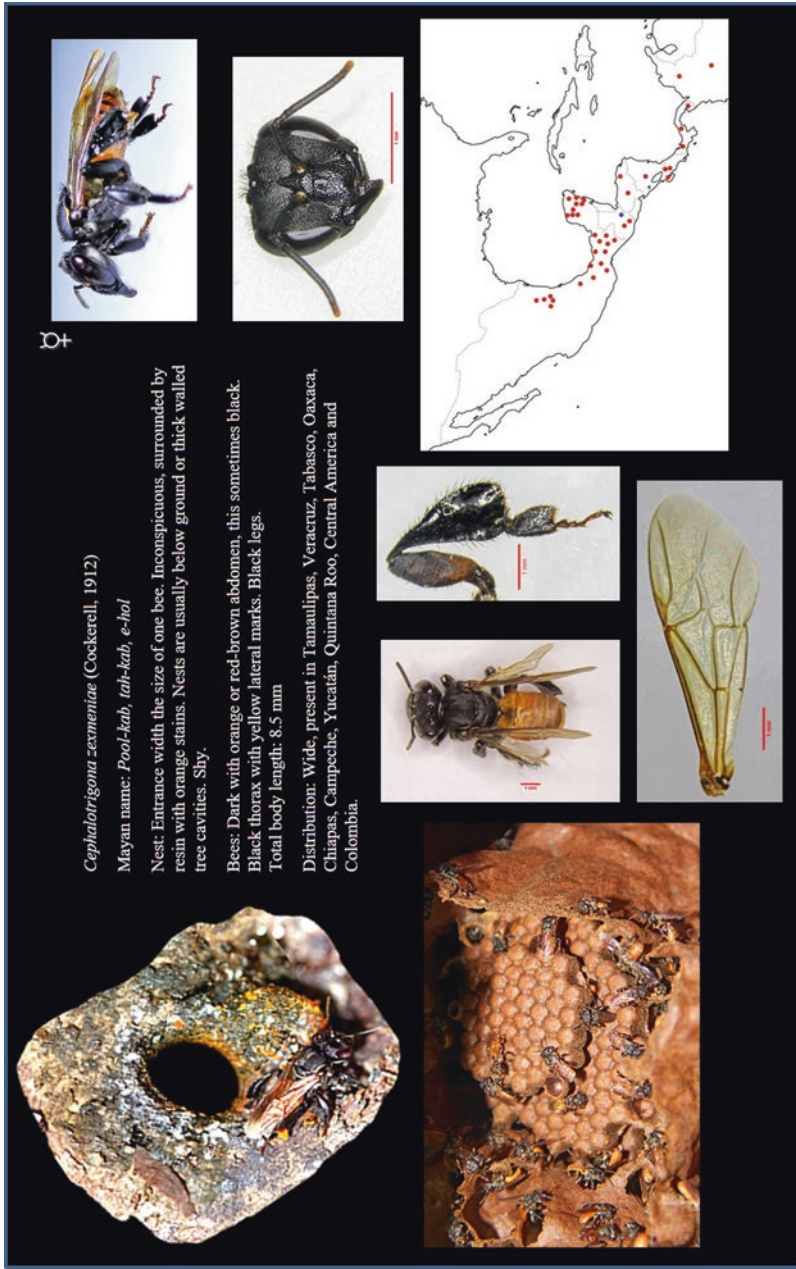 Cephalotrigona zexmeniae (Cockerell, 1912)
Mayan name: Pool-kab, tah-kab, e-hol
Nest: Entrance width the size of one bee. Inconspicuous, surrounded by
resin with orange stains. Nests are usually below ground or thick walled
tree cavities. Shy.
Bees: Dark with orange or red-brown abdomen, this sometimes black.
Black thorax with yellow lateral marks. Black legs.
Total body length: 8.5 mm
Distribution: Wide, present in Tamaulipas, Veracruz, Tabasco, Oaxaca,
Chiapas, Campeche, Yucatán, Quintana Roo, Central America and
Colombia.
☿
1 mm
1 mm
1 mm
1 mm